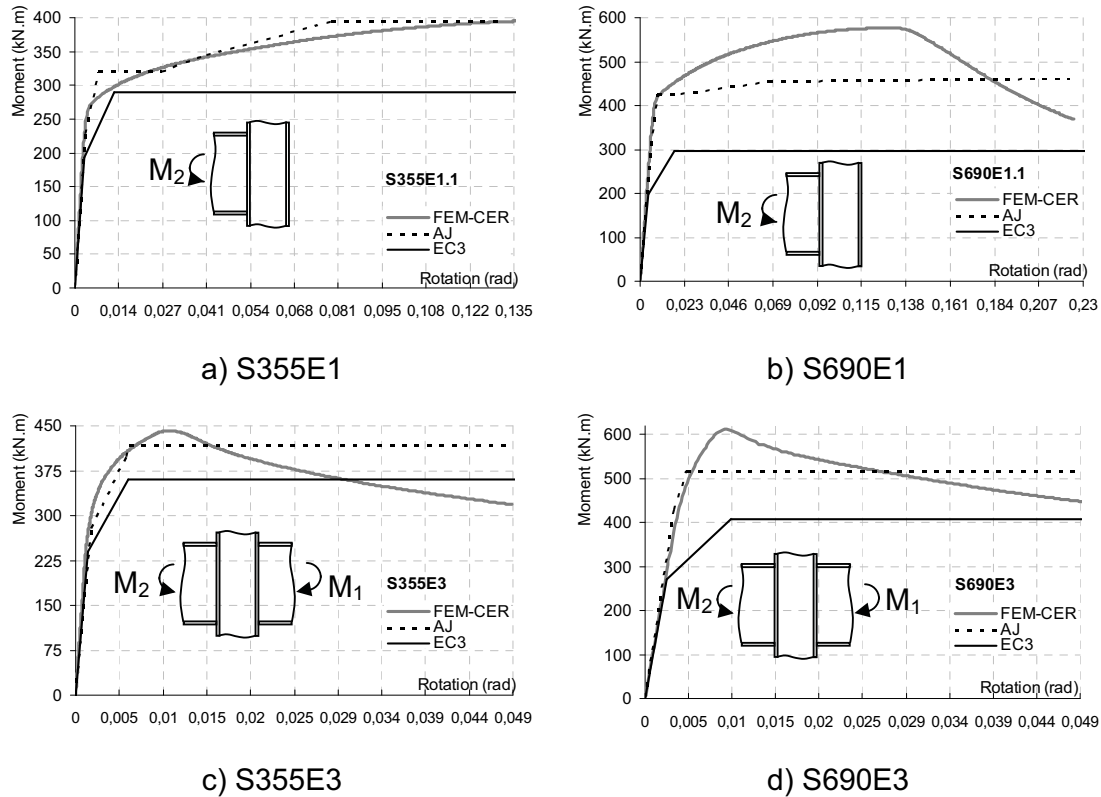 Moment (kN.m)
400
350
300
250
200
150
100
50
0
M2
S355E1.1
FEM-CER
AJ
EC3
Rotation (rad)
0 0,014 0,027 0,041 0,054 0,068 0,081 0,095 0,108 0,122 0,135
a) S355E1
Moment (kN.m)
600
500
400
300
200
100
0
M2
S690E1.1
FEM-CER
AJ
EC3
Rotation (rad)
0 0,023 0,046 0,069 0,092 0,115 0,138 0,161 0,184 0,207 0,23
b) S690E1
Moment (kN.m)
450
375
300
225
150
75
0
M2 M1
S355E3
FEM-CER
AJ
EC3
Rotation (rad)
0 0,005 0,01 0,015 0,02 0,025 0,029 0,034 0,039 0,044 0,049
c) S355E3
Moment (kN.m)
600
500
400
300
200
100
0
M2 M1
S690E3
FEM-CER
AJ
EC3
Rotation (rad)
0 0,005 0,01 0,015 0,02 0,025 0,029 0,034 0,039 0,044 0,049
d) S690E3